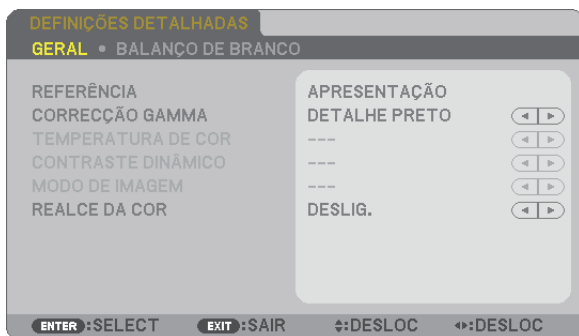 DEFINIÇÕES DETALHADAS
GERAL • BALANÇO DE BRANCO
REFERÊNCIA APRESENTAÇÃO
CORRECÇÃO GAMMA DETALHE PRETO
TEMPERATURA DE COR ---
CONTRASTE DINÂMICO ---
MODO DE IMAGEM ---
REALCE DA COR DESLIG.
ENTER :SELECT EXIT :SAIR :DESLOC :DESLOC